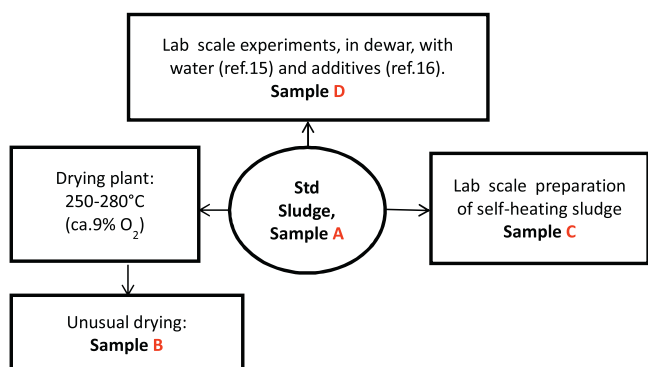 Lab scale experiments, in dewar, with
water (ref.15) and additives (ref.16).
Sample D
Drying plant:
250-280°C
(ca.9% O₂)
Std
Sludge,
Sample A
Lab scale preparation
of self-heating sludge
Sample C
Unusual drying:
Sample B